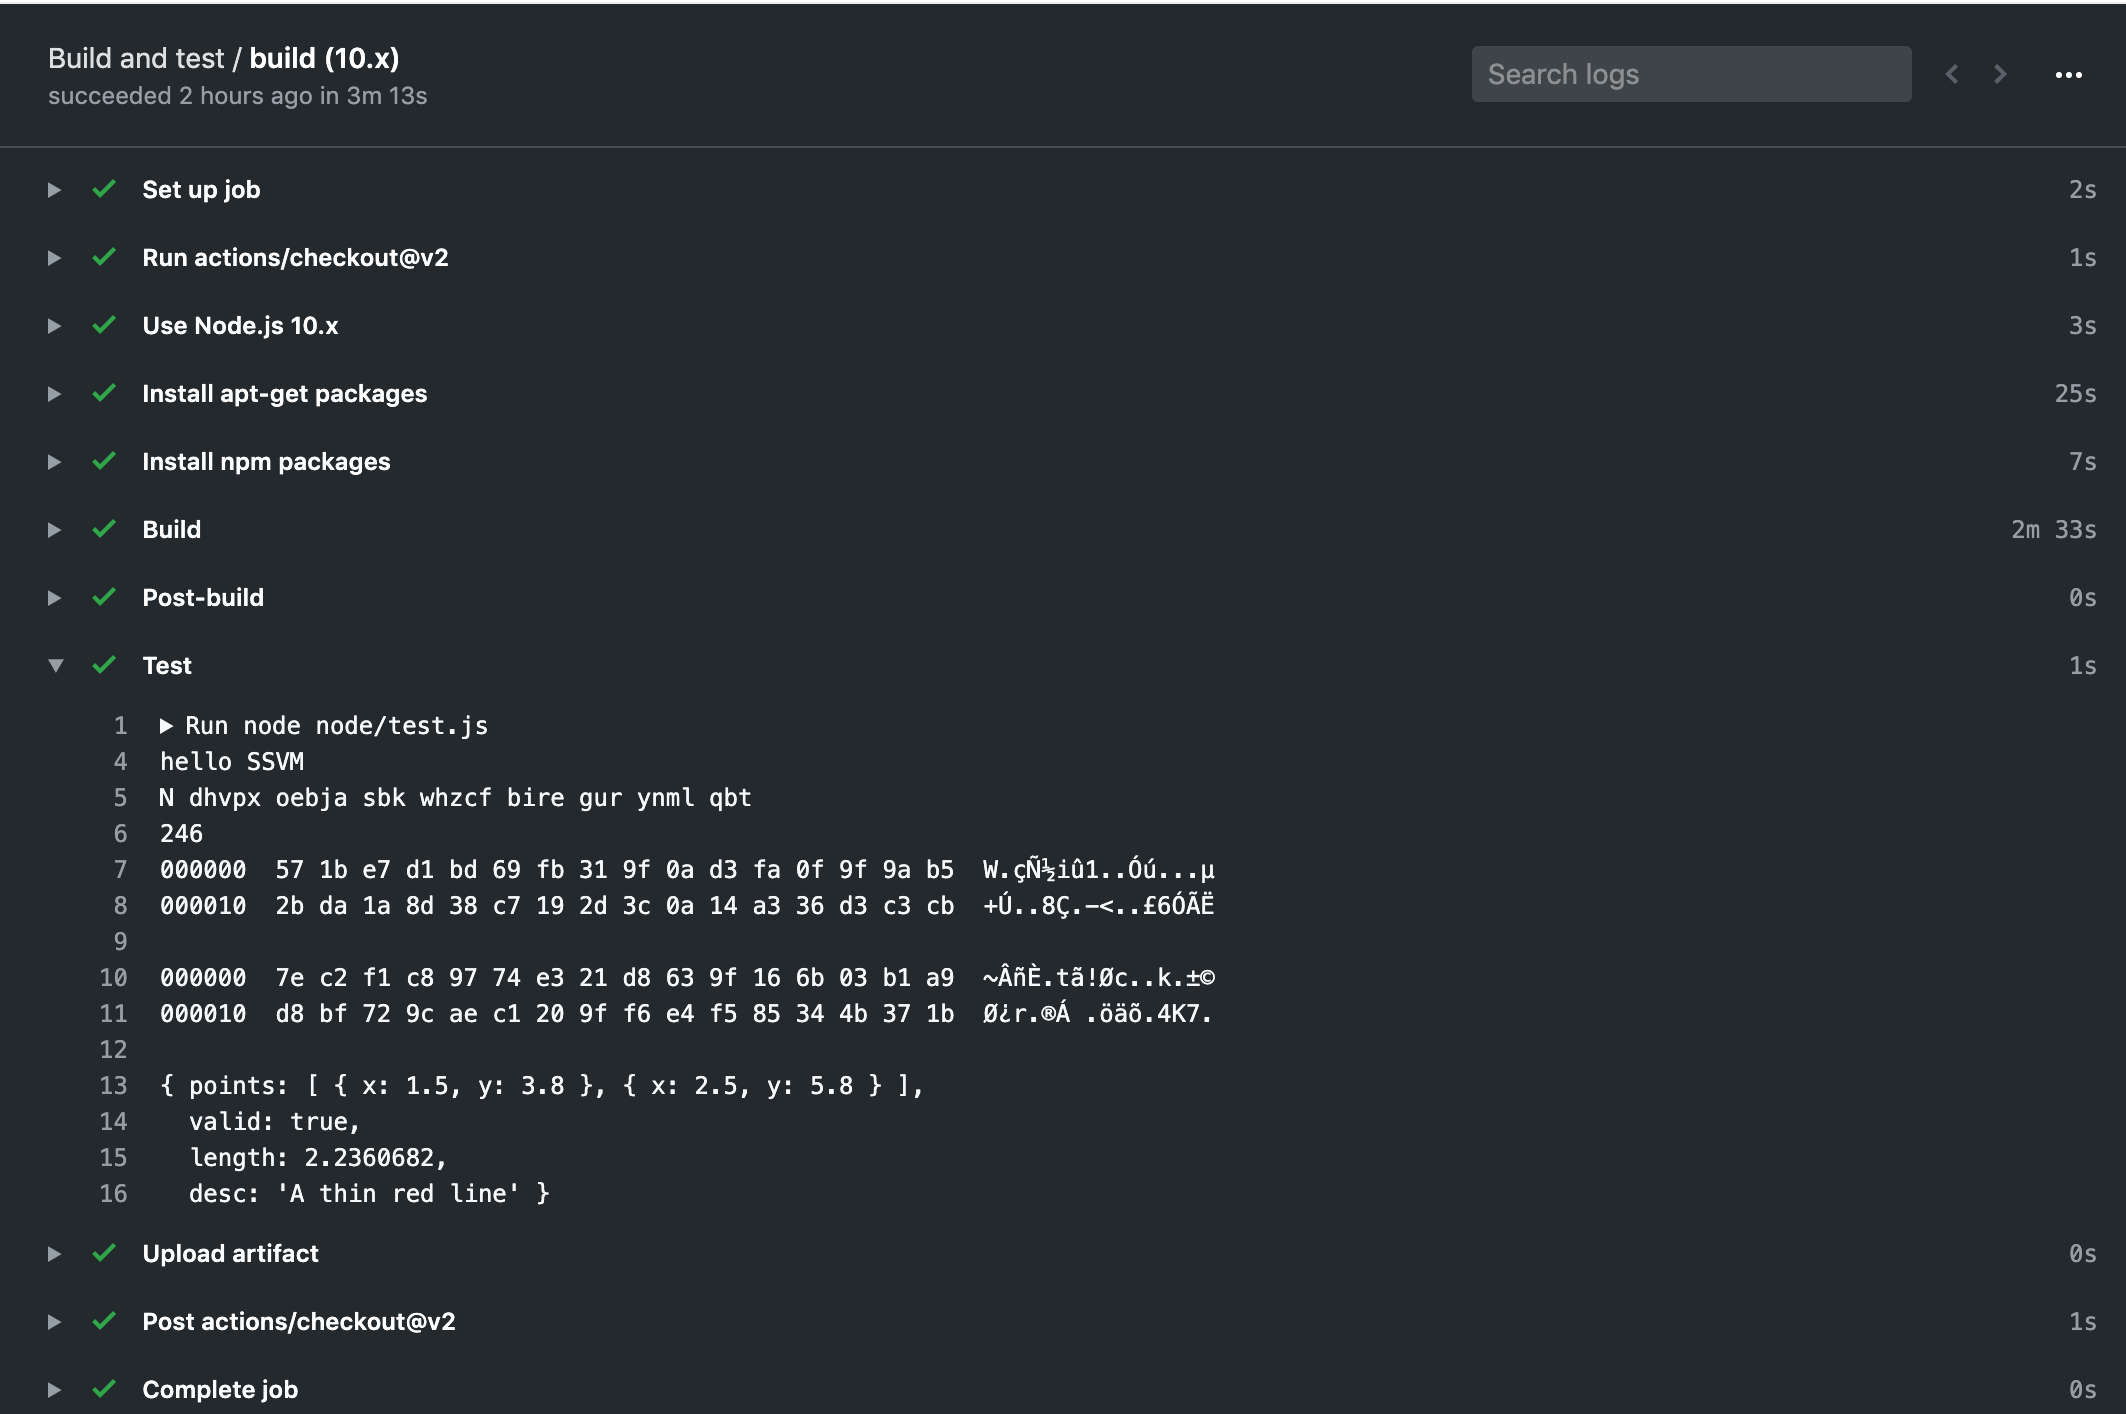 Build and test / build (10.x)
succeeded 2 hours ago in 3m 13s
Search logs
Set up job 2s
Run actions/checkout@v2 1s
Use Node.js 10.x 3s
Install apt-get packages 25s
Install npm packages 7s
Build 2m 33s
Post-build 0s
Test 1s
1 Run node node/test.js
4 hello SSVM
5 N dhvpx oebja sbk whzcf bire gur ynml qbt
6 246
7 000000  57 1b e7 d1 bd 69 fb 31 9f 0a d3 fa 0f 9f 9a b5  W.çÑ½iû1..Óú...µ
8 000010  2b da 1a 8d 38 c7 19 2d 3c 0a 14 a3 36 d3 c3 cb  +Ú..8Ç.-<..£6ÓÃË
9
10 000000  7e c2 f1 c8 97 74 e3 21 d8 63 9f 16 6b 03 b1 a9  ~ÂñÈ.tã!Øc..k.±©
11 000010  d8 bf 72 9c ae c1 20 9f f6 e4 f5 85 34 4b 37 1b  Ø¿r.®Á .öäõ.4K7.
12
13 { points: [ { x: 1.5, y: 3.8 }, { x: 2.5, y: 5.8 } ],
14   valid: true,
15   length: 2.2360682,
16   desc: 'A thin red line' }
Upload artifact 0s
Post actions/checkout@v2 1s
Complete job 0s